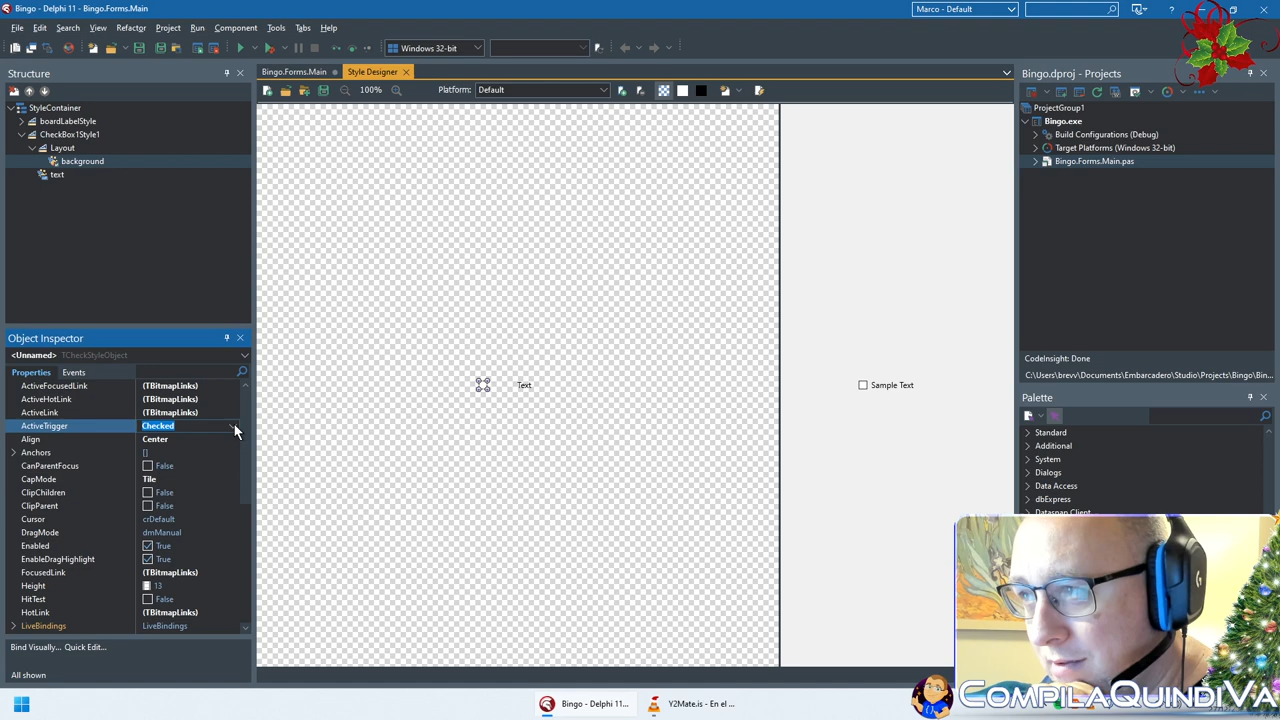 Bingo - Delphi 11 - Bingo.Forms.Main
Marco - Default
File Edit Search View Refactor Project Run Component Tools Tabs Help
Windows 32-bit
Structure
StyleContainer
boardLabelStyle
CheckBox1Style1
Layout
background
text
Bingo.Forms.Main
Style Designer
100%
Platform: Default
Text
Sample Text
Object Inspector
<Unnamed> TCheckStyleObject
Properties Events
ActiveFocusedLink (TBitmapLinks)
ActiveHotLink (TBitmapLinks)
ActiveLink (TBitmapLinks)
ActiveTrigger Checked
Align Center
Anchors []
CanParentFocus False
CapMode Tile
ClipChildren False
ClipParent False
Cursor crDefault
DragMode dmManual
Enabled True
EnableDragHighlight True
FocusedLink (TBitmapLinks)
Height 13
HitTest False
HotLink (TBitmapLinks)
LiveBindings LiveBindings
Bind Visually... Quick Edit...
All shown
Bingo.dproj - Projects
ProjectGroup1
Bingo.exe
Build Configurations (Debug)
Target Platforms (Windows 32-bit)
Bingo.Forms.Main.pas
CodeInsight: Done
C:\Users\brevv\Documents\Embarcadero\Studio\Projects\Bingo\Bin
Palette
Standard
Additional
System
Dialogs
Data Access
dbExpress
Datasnap Client
Bingo - Delphi 11...
Y2Mate.is - En el ...
CompilaQuindiVa